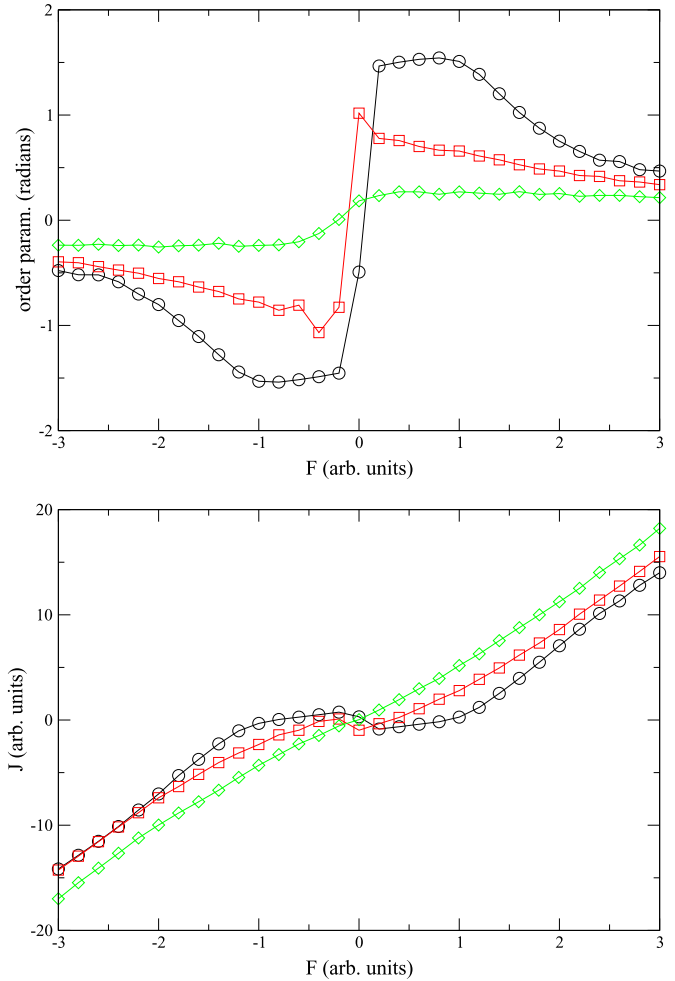 2
1
0
-1
-2
order param. (radians)
-3 -2 -1 0 1 2 3
F (arb. units)
20
10
0
-10
-20
J (arb. units)
-3 -2 -1 0 1 2 3
F (arb. units)